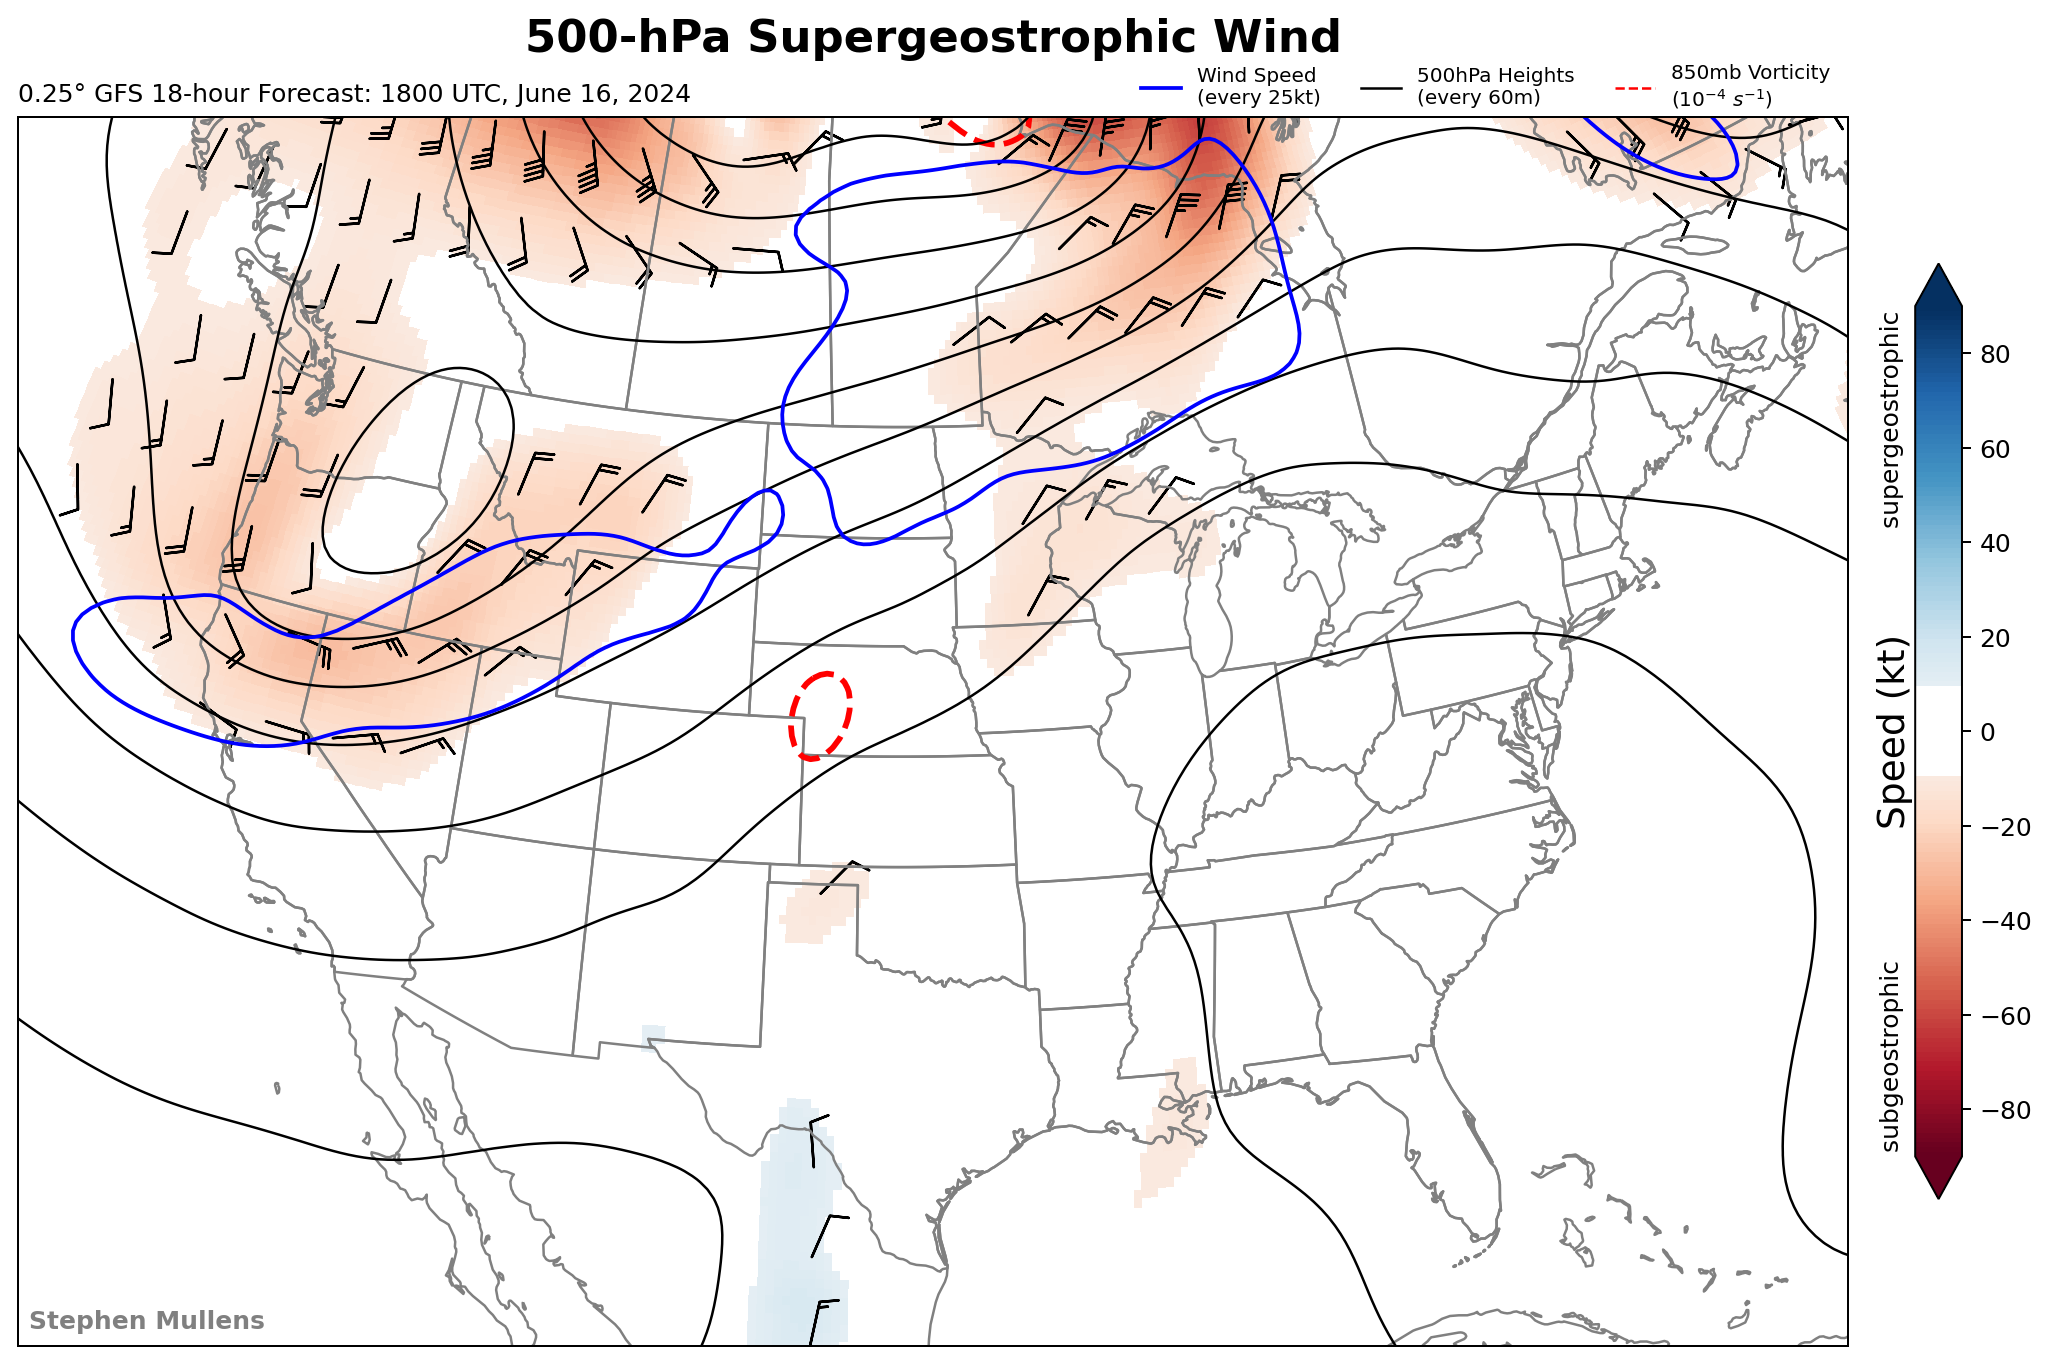 500-hPa Supergeostrophic Wind
0.25° GFS 18-hour Forecast: 1800 UTC, June 16, 2024
Wind Speed
(every 25kt)
500hPa Heights
(every 60m)
850mb Vorticity
(10⁻⁴ s⁻¹)
supergeostrophic
Speed (kt)
subgeostrophic
80
60
40
20
0
−20
−40
−60
−80
Stephen Mullens